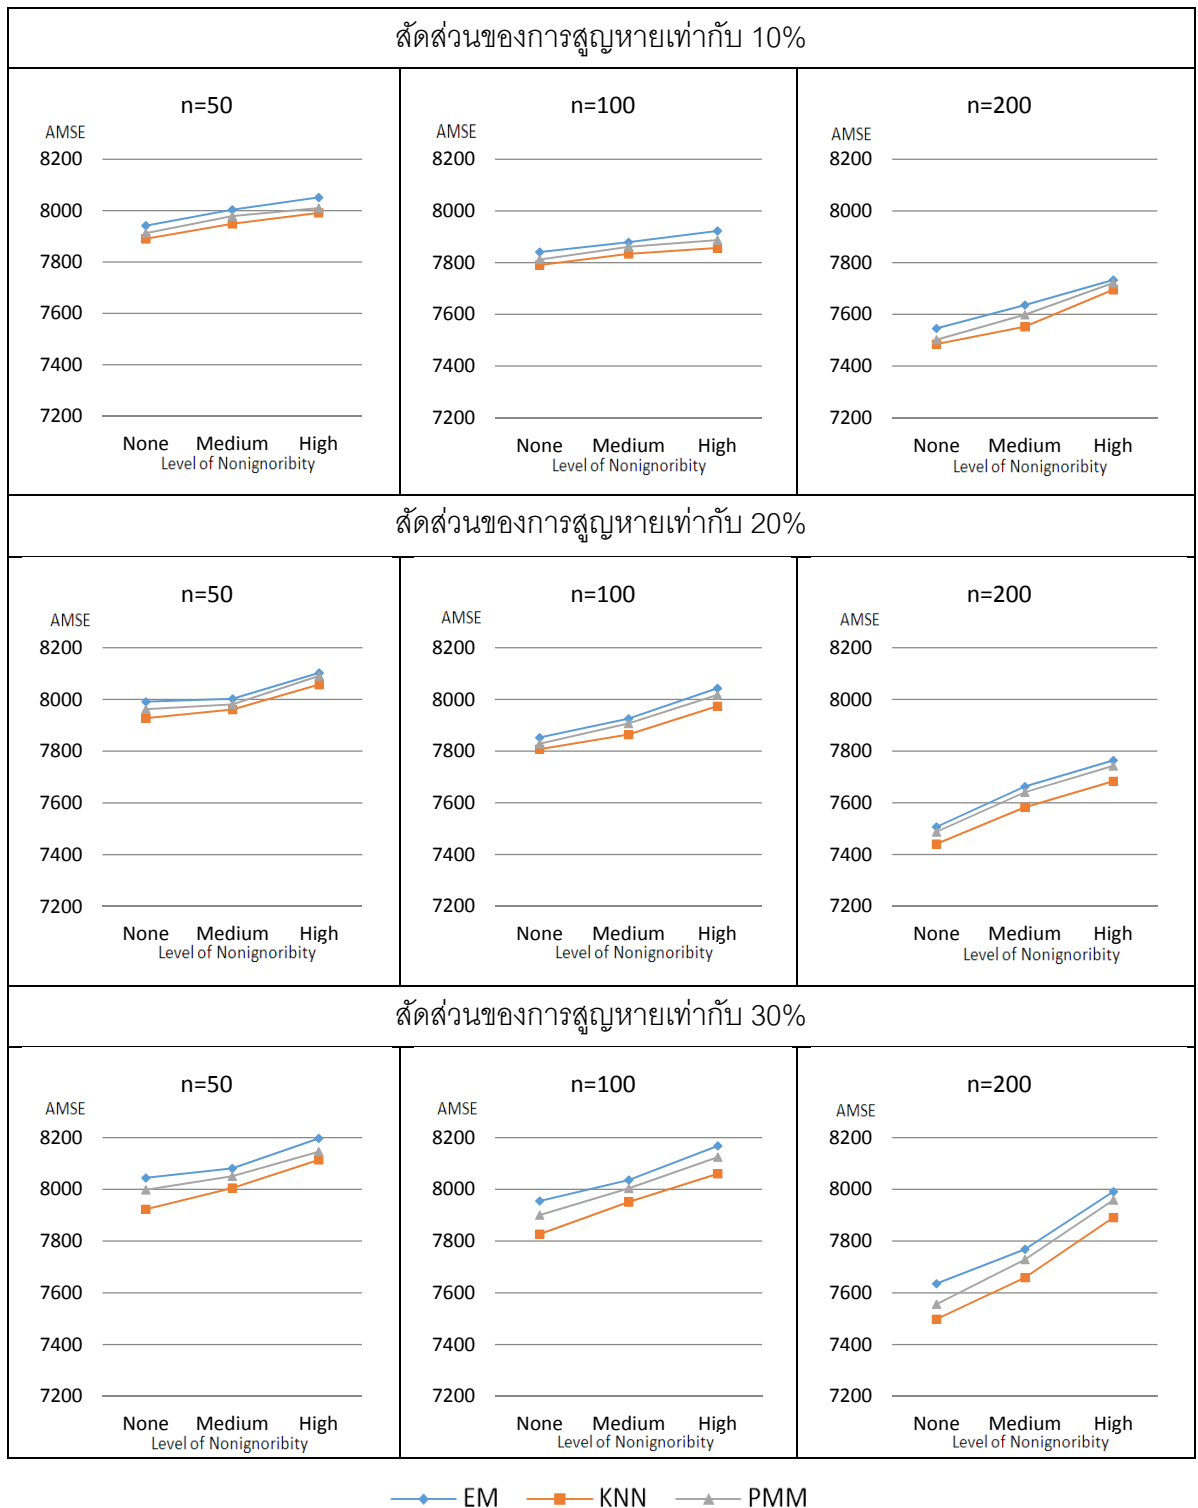 สัดส่วนของการสูญหายเท่ากับ 10%
n=50
AMSE
8200
8000
7800
7600
7400
7200
None Medium High
Level of Nonignoribity
n=100
AMSE
8200
8000
7800
7600
7400
7200
None Medium High
Level of Nonignoribity
n=200
AMSE
8200
8000
7800
7600
7400
7200
None Medium High
Level of Nonignoribity
สัดส่วนของการสูญหายเท่ากับ 20%
n=50
AMSE
8200
8000
7800
7600
7400
7200
None Medium High
Level of Nonignoribity
n=100
AMSE
8200
8000
7800
7600
7400
7200
None Medium High
Level of Nonignoribity
n=200
AMSE
8200
8000
7800
7600
7400
7200
None Medium High
Level of Nonignoribity
สัดส่วนของการสูญหายเท่ากับ 30%
n=50
AMSE
8200
8000
7800
7600
7400
7200
None Medium High
Level of Nonignoribity
n=100
AMSE
8200
8000
7800
7600
7400
7200
None Medium High
Level of Nonignoribity
n=200
AMSE
8200
8000
7800
7600
7400
7200
None Medium High
Level of Nonignoribity
EM KNN PMM